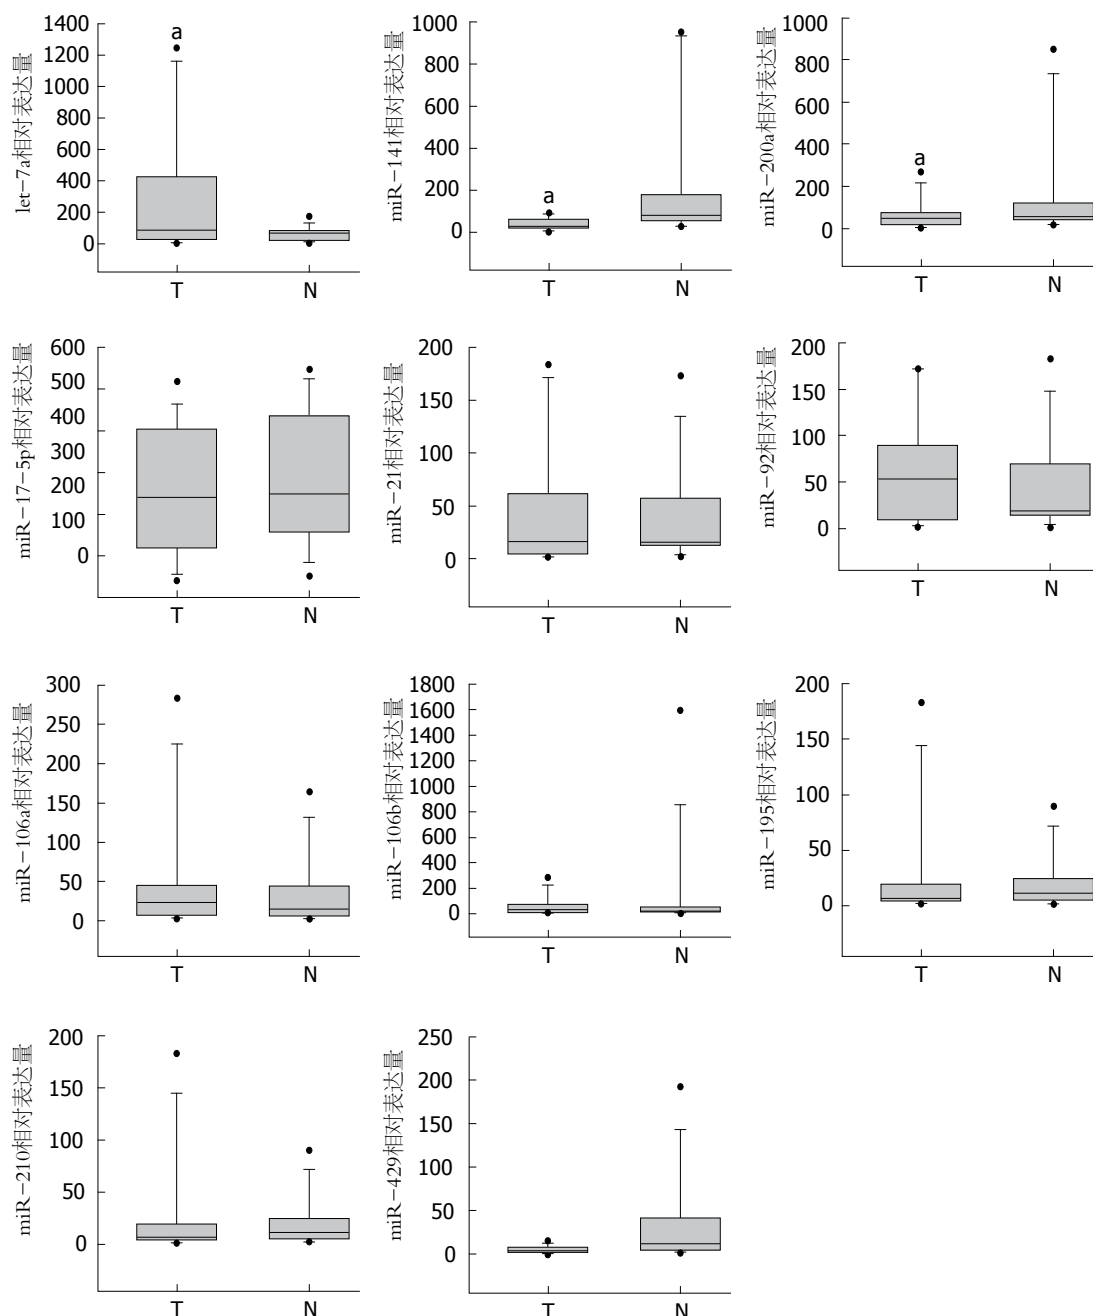 let-7a相对表达量
1400
1200
1000
800
600
400
200
0
a
T
N
miR-141相对表达量
1000
800
600
400
200
0
a
T
N
miR-200a相对表达量
1000
800
600
400
200
0
a
T
N
miR-17-5p相对表达量
600
500
400
300
200
100
0
T
N
miR-21相对表达量
200
150
100
50
0
T
N
miR-92相对表达量
200
150
100
50
0
T
N
miR-106a相对表达量
300
250
200
150
100
50
0
T
N
miR-106b相对表达量
1800
1600
1400
1200
1000
800
600
400
200
0
T
N
miR-195相对表达量
200
150
100
50
0
T
N
miR-210相对表达量
200
150
100
50
0
T
N
miR-429相对表达量
250
200
150
100
50
0
T
N